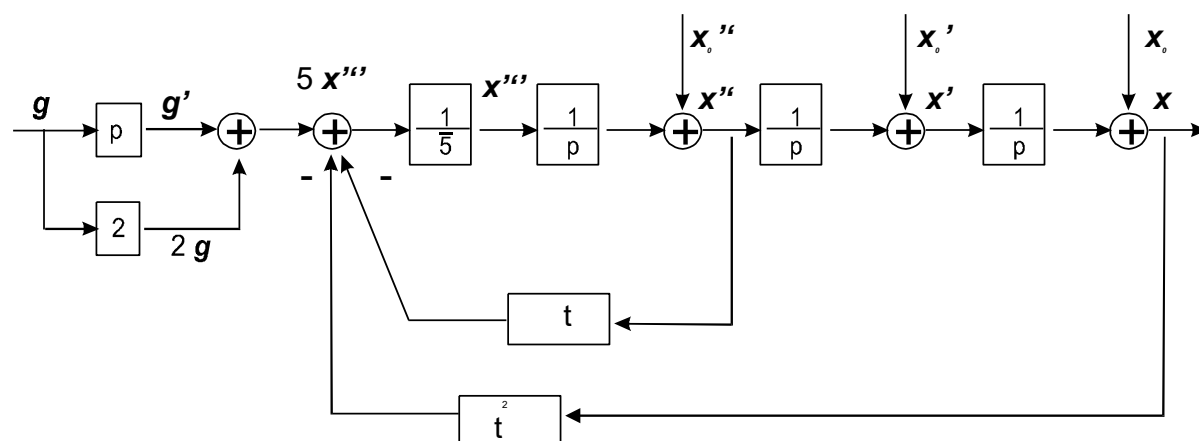 x₀” x₀’ x₀
5 x”’ x”’ x” x’ x
g g’
p + + 1/5 1/p + 1/p + 1/p +
- -
2
2 g
t
t²